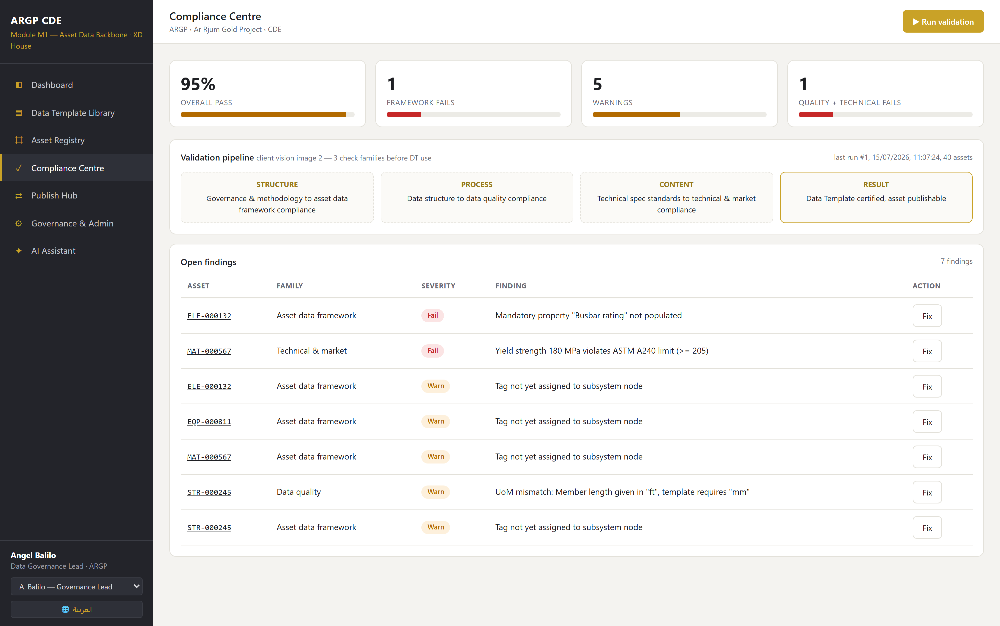 ARGP CDE
Module M1 — Asset Data Backbone · XD
House
Dashboard
Data Template Library
Asset Registry
Compliance Centre
Publish Hub
Governance & Admin
AI Assistant
Angel Balilo
Data Governance Lead · ARGP
A. Balilo — Governance Lead
العربية
Compliance Centre
ARGP › Ar Rjum Gold Project › CDE
▶ Run validation
95%
OVERALL PASS
1
FRAMEWORK FAILS
5
WARNINGS
1
QUALITY + TECHNICAL FAILS
Validation pipeline client vision image 2 — 3 check families before DT use
last run #1, 15/07/2026, 11:07:24, 40 assets
STRUCTURE
Governance & methodology to asset data
framework compliance
PROCESS
Data structure to data quality compliance
CONTENT
Technical spec standards to technical & market
compliance
RESULT
Data Template certified, asset publishable
Open findings
7 findings
ASSET FAMILY SEVERITY FINDING ACTION
ELE-000132 Asset data framework Fail Mandatory property "Busbar rating" not populated Fix
MAT-000567 Technical & market Fail Yield strength 180 MPa violates ASTM A240 limit (>= 205) Fix
ELE-000132 Asset data framework Warn Tag not yet assigned to subsystem node Fix
EQP-000811 Asset data framework Warn Tag not yet assigned to subsystem node Fix
MAT-000567 Asset data framework Warn Tag not yet assigned to subsystem node Fix
STR-000245 Data quality Warn UoM mismatch: Member length given in "ft", template requires "mm" Fix
STR-000245 Asset data framework Warn Tag not yet assigned to subsystem node Fix